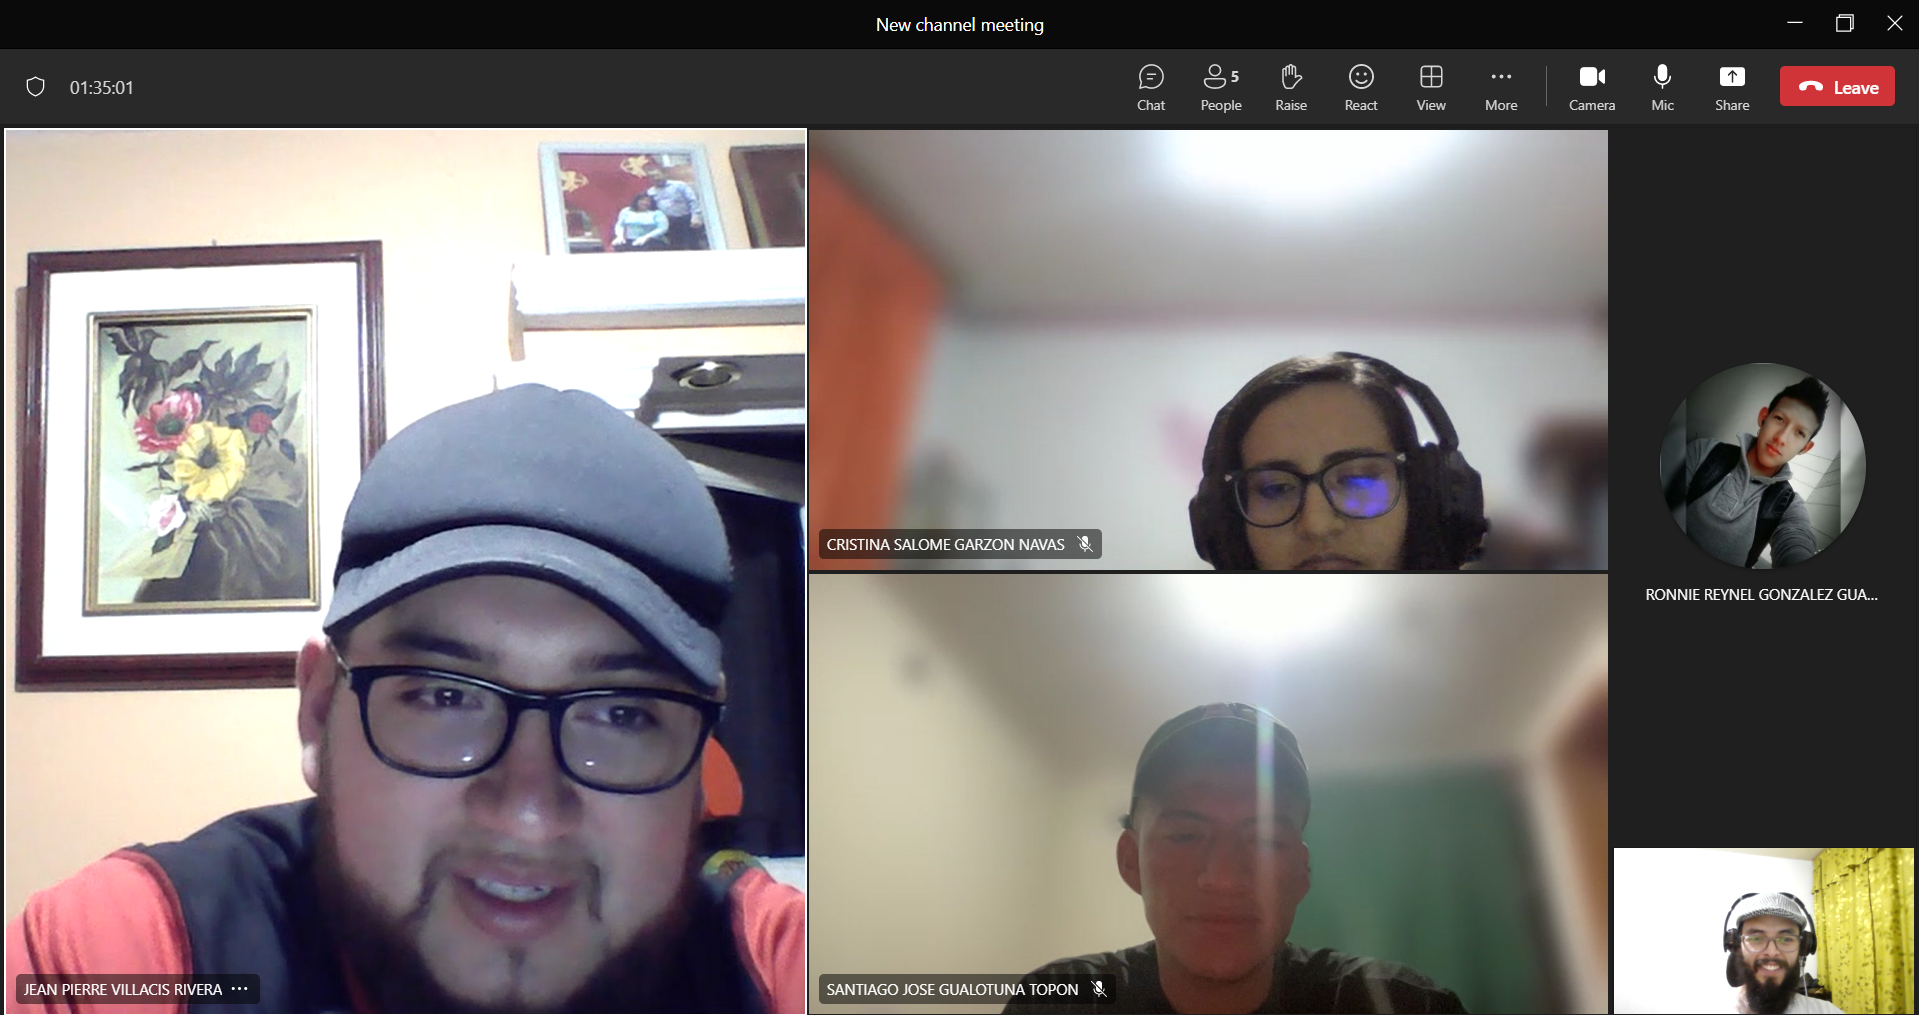 New channel meeting
01:35:01
Chat
5
People
Raise
React
View
More
Camera
Mic
Share
Leave
CRISTINA SALOME GARZON NAVAS
RONNIE REYNEL GONZALEZ GUA...
JEAN PIERRE VILLACIS RIVERA ...
SANTIAGO JOSE GUALOTUNA TOPON